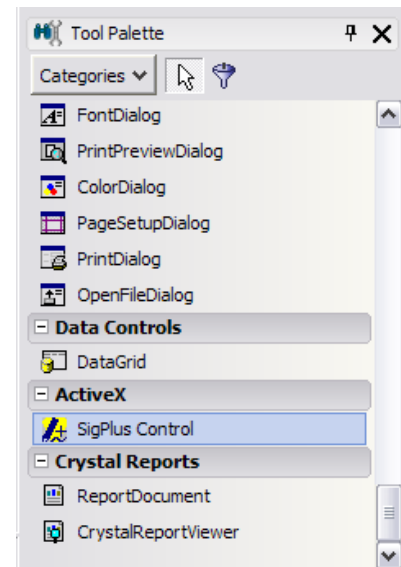 Tool Palette
Categories
FontDialog
PrintPreviewDialog
ColorDialog
PageSetupDialog
PrintDialog
OpenFileDialog
Data Controls
DataGrid
ActiveX
SigPlus Control
Crystal Reports
ReportDocument
CrystalReportViewer